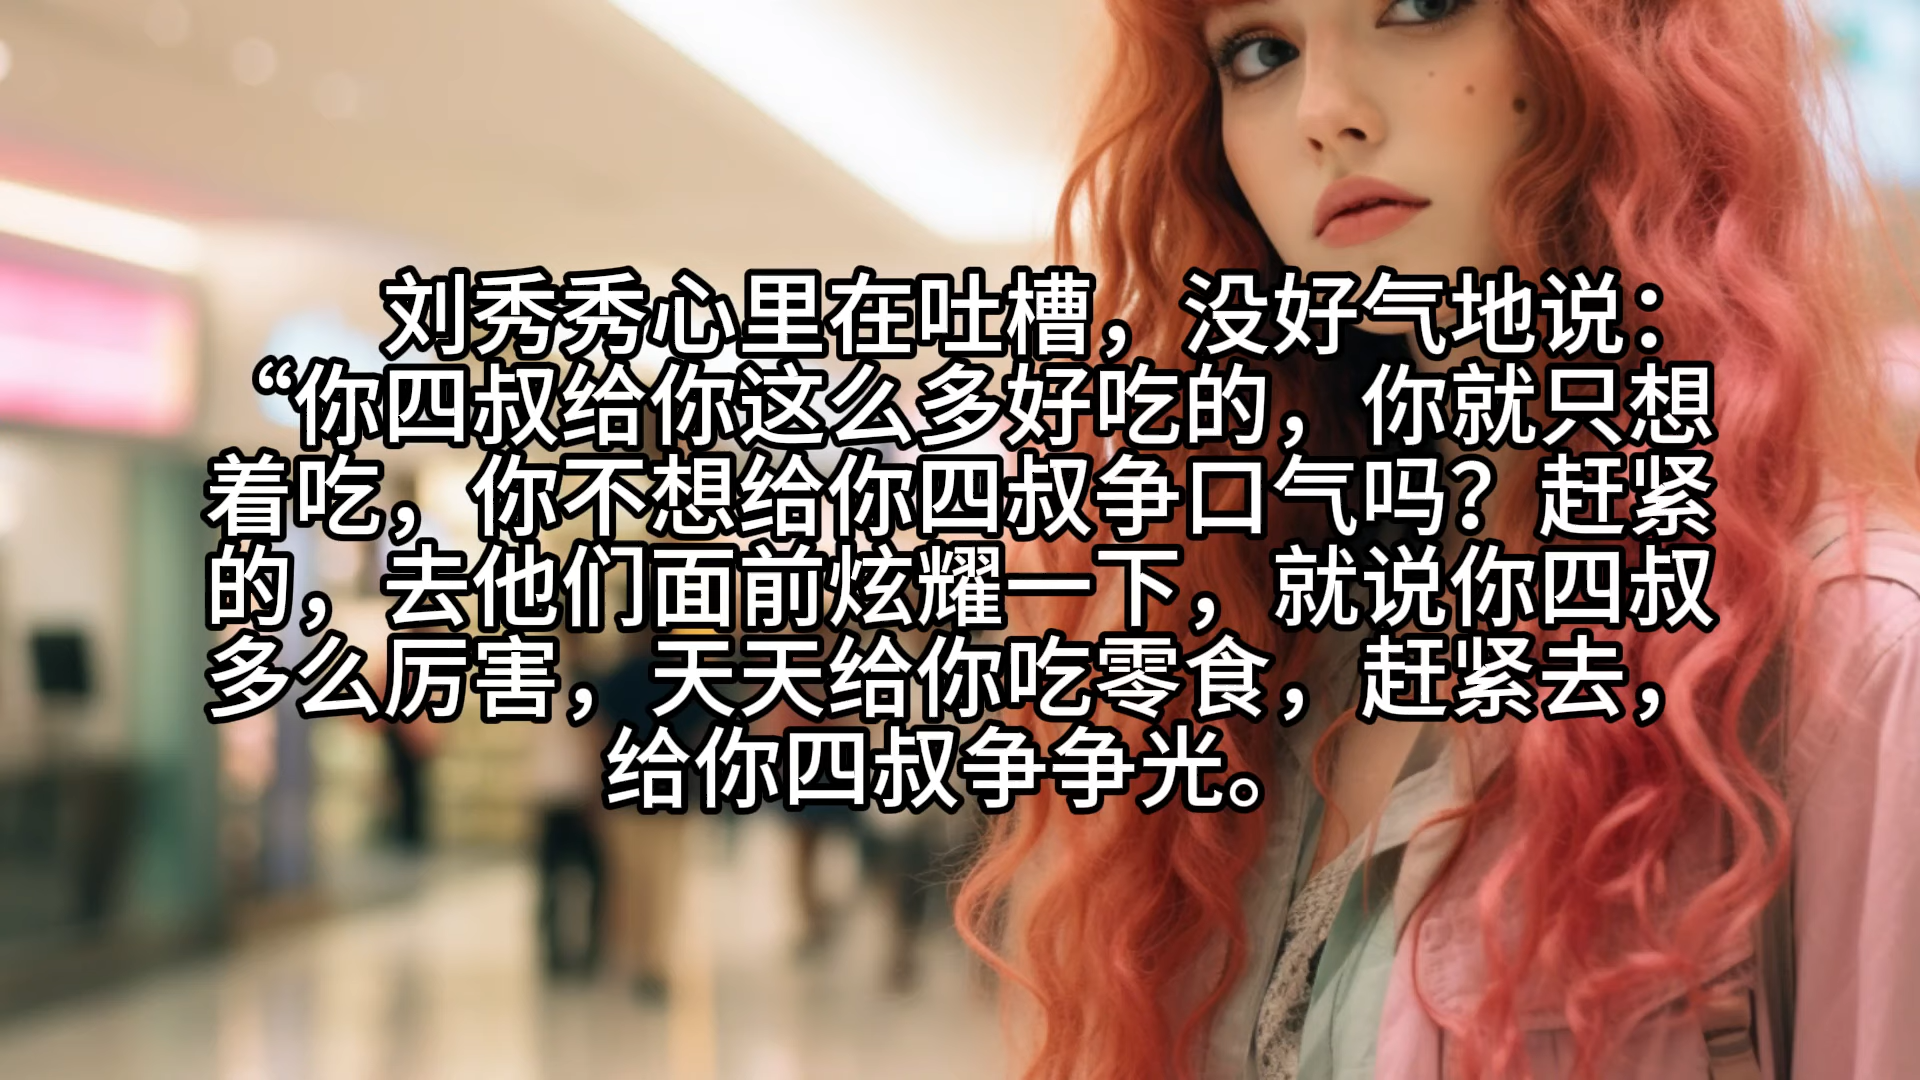 刘秀秀心里在吐槽，没好气地说：
“你四叔给你这么多好吃的，你就只想
着吃，你不想给你四叔争口气吗？赶紧
的，去他们面前炫耀一下，就说你四叔
多么厉害，天天给你吃零食，赶紧去，
给你四叔争争光。